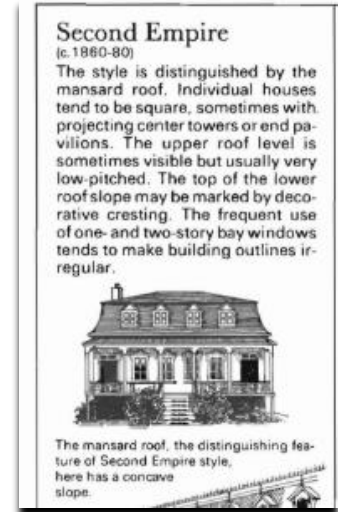 Second Empire
(c. 1860-80)
The style is distinguished by the
mansard roof. Individual houses
tend to be square, sometimes with
projecting center towers or end pa-
vilions. The upper roof level is
sometimes visible but usually very
low-pitched. The top of the lower
roof slope may be marked by deco-
rative cresting. The frequent use
of one- and two-story bay windows
tends to make building outlines ir-
regular.
The mansard roof, the distinguishing fea-
ture of Second Empire style,
here has a concave
slope.